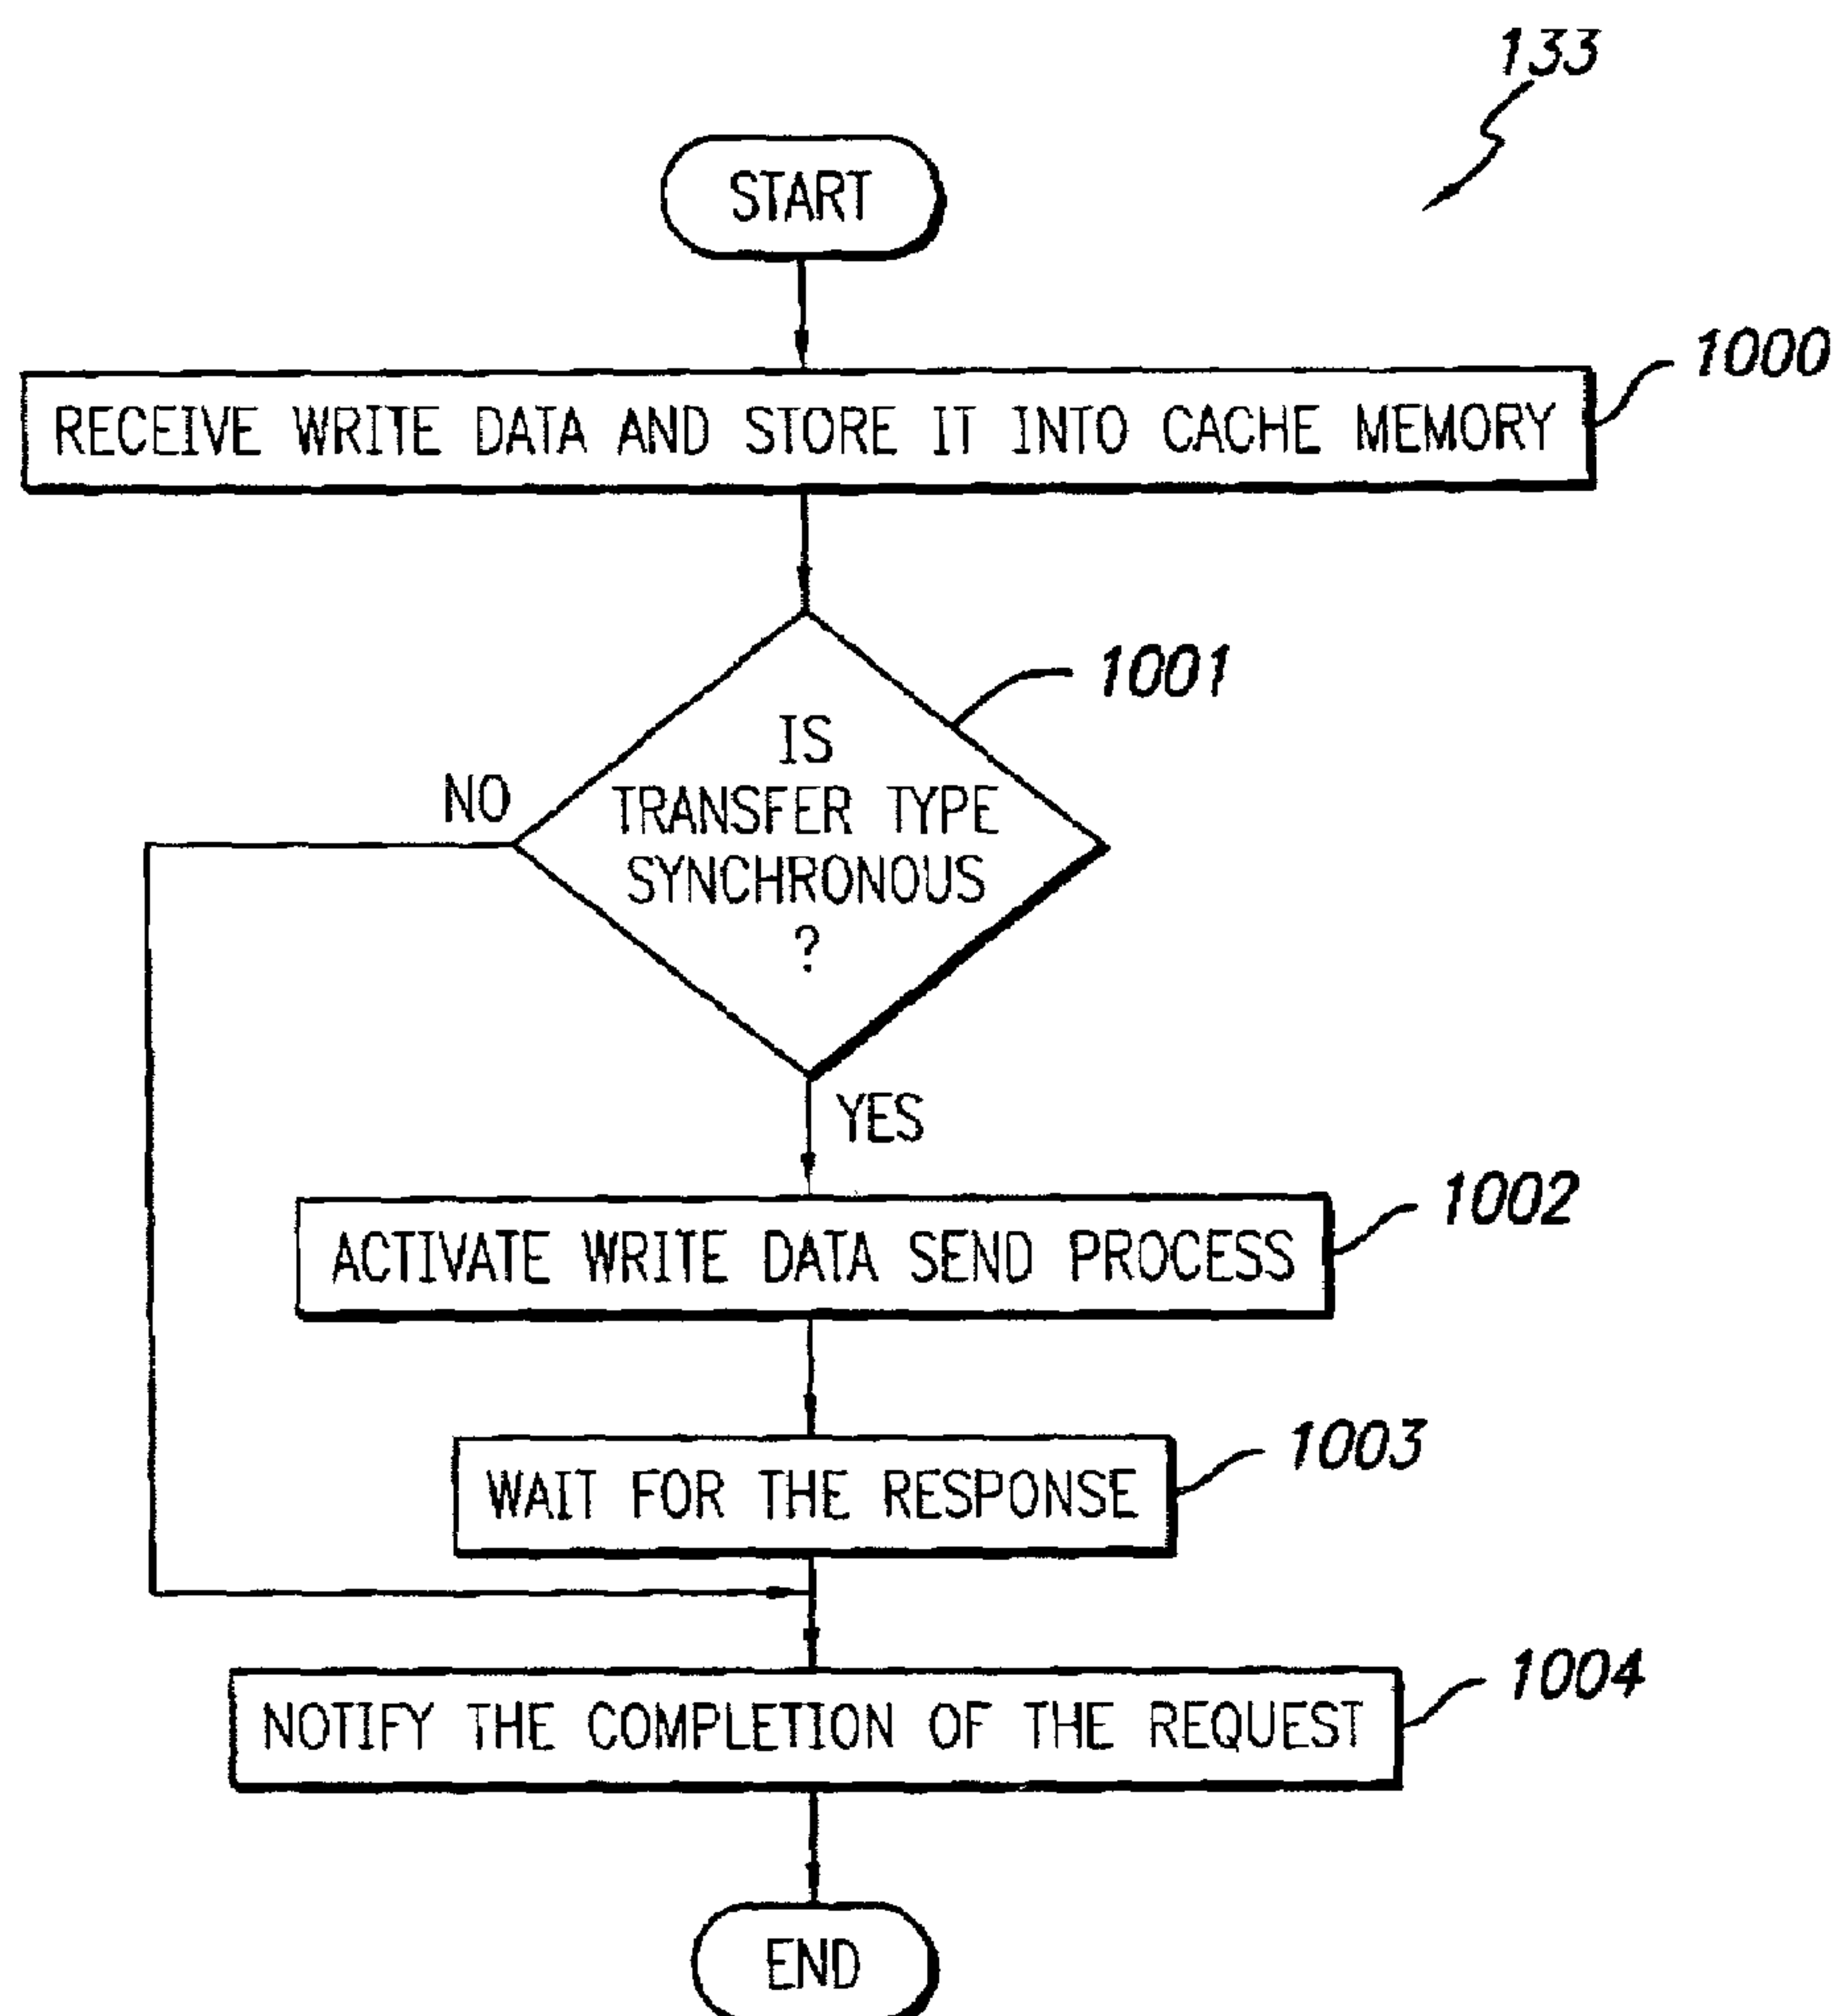 133
START
1000
RECEIVE WRITE DATA AND STORE IT INTO CACHE MEMORY
1001
IS
TRANSFER TYPE
SYNCHRONOUS
?
NO
YES
1002
ACTIVATE WRITE DATA SEND PROCESS
1003
WAIT FOR THE RESPONSE
1004
NOTIFY THE COMPLETION OF THE REQUEST
END